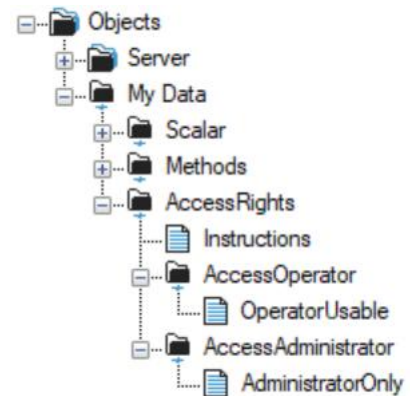 Objects
Server
My Data
Scalar
Methods
AccessRights
Instructions
AccessOperator
OperatorUsable
AccessAdministrator
AdministratorOnly